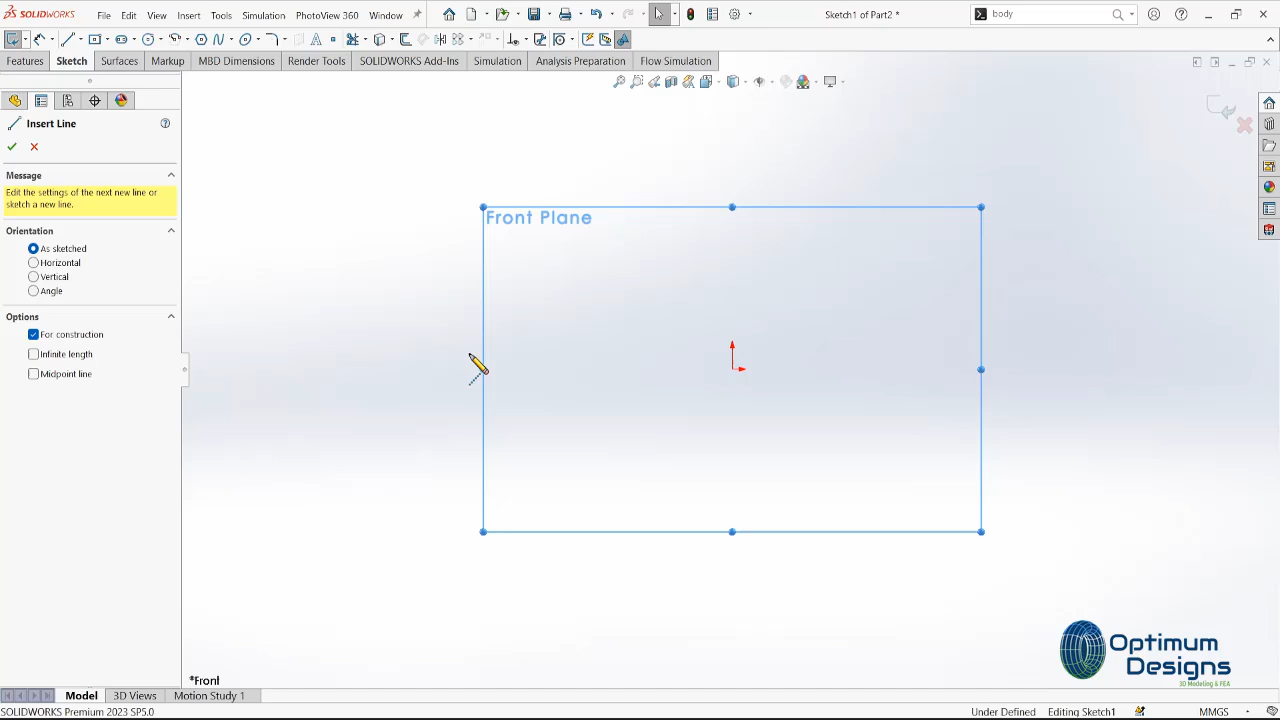 SOLIDWORKS File Edit View Insert Tools Simulation PhotoView 360 Window Sketch1 of Part2 * body
Features Sketch Surfaces Markup MBD Dimensions Render Tools SOLIDWORKS Add-Ins Simulation Analysis Preparation Flow Simulation
Insert Line
Message
Edit the settings of the next new line or
sketch a new line.
Orientation
As sketched
Horizontal
Vertical
Angle
Options
For construction
Infinite length
Midpoint line
Front Plane
Optimum
Designs
3D Modeling & FEA
*Front
Model 3D Views Motion Study 1
SOLIDWORKS Premium 2023 SP5.0 Under Defined Editing Sketch1 MMGS